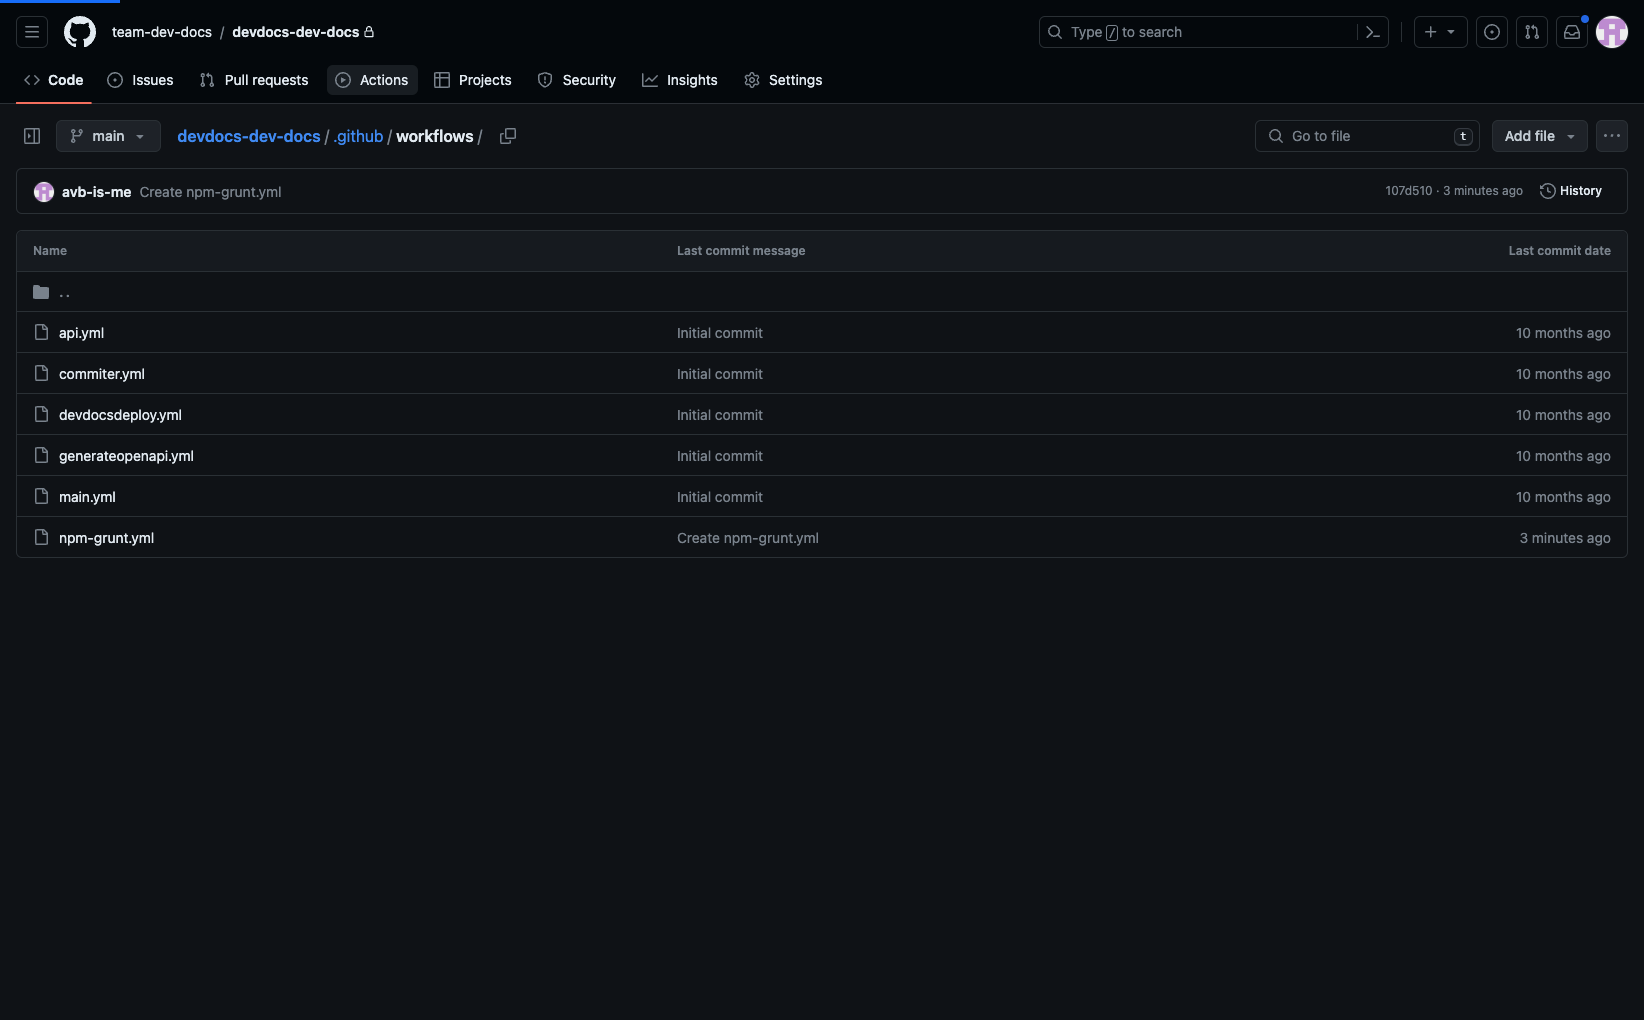 team-dev-docs / devdocs-dev-docs
Type / to search
Code Issues Pull requests Actions Projects Security Insights Settings
main devdocs-dev-docs / .github / workflows /
Go to file t Add file
avb-is-me Create npm-grunt.yml 107d510 · 3 minutes ago History
Name Last commit message Last commit date
..
api.yml Initial commit 10 months ago
commiter.yml Initial commit 10 months ago
devdocsdeploy.yml Initial commit 10 months ago
generateopenapi.yml Initial commit 10 months ago
main.yml Initial commit 10 months ago
npm-grunt.yml Create npm-grunt.yml 3 minutes ago